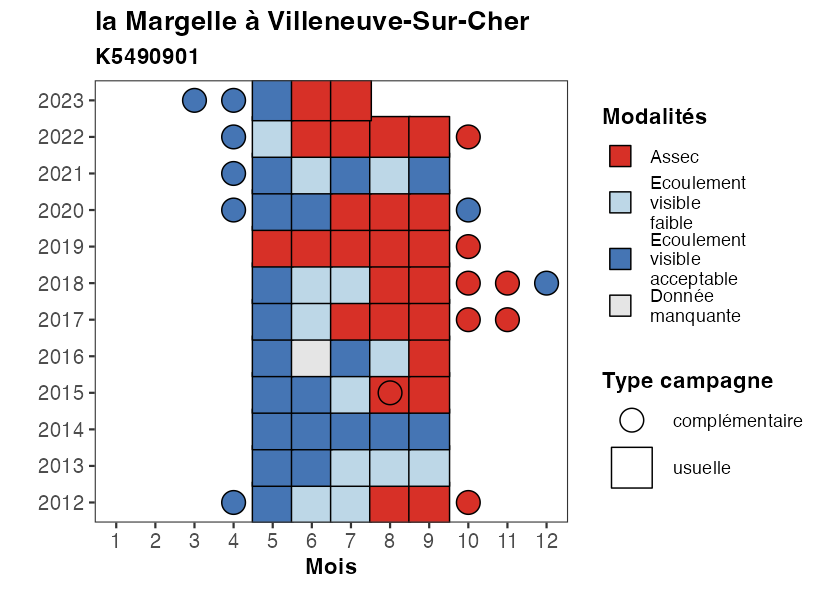 la Margelle à Villeneuve-Sur-Cher
K5490901
2023
2022
2021
2020
2019
2018
2017
2016
2015
2014
2013
2012
1 2 3 4 5 6 7 8 9 10 11 12
Mois
Modalités
Assec
Ecoulement
visible
faible
Ecoulement
visible
acceptable
Donnée
manquante
Type campagne
complémentaire
usuelle